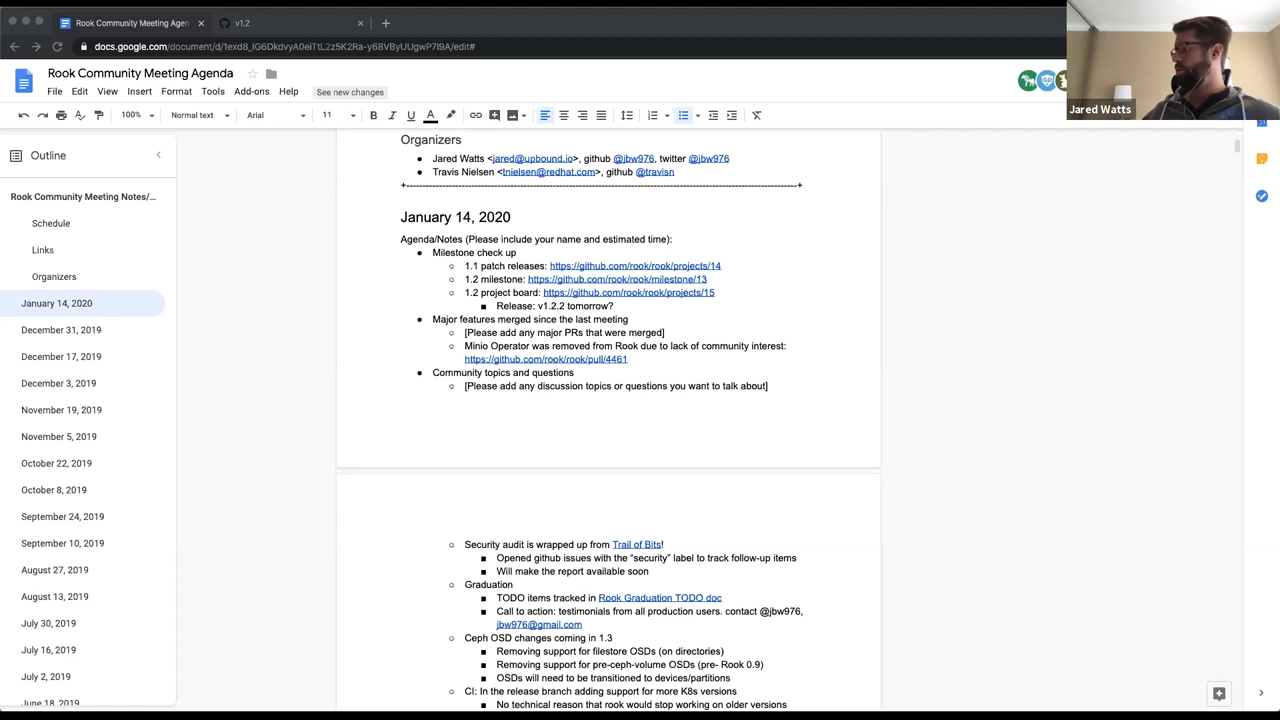 Rook Community Meeting Agen
v1.2
docs.google.com/document/d/1exd8_IG6DkdvyA0eiTtL2z5K2Ra-y68VByUUgwP7I9A/edit#
Jared Watts
Rook Community Meeting Agenda
File Edit View Insert Format Tools Add-ons Help See new changes
100% Normal text Arial 11
Outline
Rook Community Meeting Notes/...
Schedule
Links
Organizers
January 14, 2020
December 31, 2019
December 17, 2019
December 3, 2019
November 19, 2019
November 5, 2019
October 22, 2019
October 8, 2019
September 24, 2019
September 10, 2019
August 27, 2019
August 13, 2019
July 30, 2019
July 16, 2019
July 2, 2019
June 18, 2019
Organizers
● Jared Watts <jared@upbound.io>, github @jbw976, twitter @jbw976
● Travis Nielsen <tnielsen@redhat.com>, github @travisn
January 14, 2020
Agenda/Notes (Please include your name and estimated time):
● Milestone check up
○ 1.1 patch releases: https://github.com/rook/rook/projects/14
○ 1.2 milestone: https://github.com/rook/rook/milestone/13
○ 1.2 project board: https://github.com/rook/rook/projects/15
■ Release: v1.2.2 tomorrow?
● Major features merged since the last meeting
○ [Please add any major PRs that were merged]
○ Minio Operator was removed from Rook due to lack of community interest:
https://github.com/rook/rook/pull/4461
● Community topics and questions
○ [Please add any discussion topics or questions you want to talk about]
○ Security audit is wrapped up from Trail of Bits!
■ Opened github issues with the “security” label to track follow-up items
■ Will make the report available soon
○ Graduation
■ TODO items tracked in Rook Graduation TODO doc
■ Call to action: testimonials from all production users. contact @jbw976,
jbw976@gmail.com
○ Ceph OSD changes coming in 1.3
■ Removing support for filestore OSDs (on directories)
■ Removing support for pre-ceph-volume OSDs (pre- Rook 0.9)
■ OSDs will need to be transitioned to devices/partitions
○ CI: In the release branch adding support for more K8s versions
■ No technical reason that rook would stop working on older versions